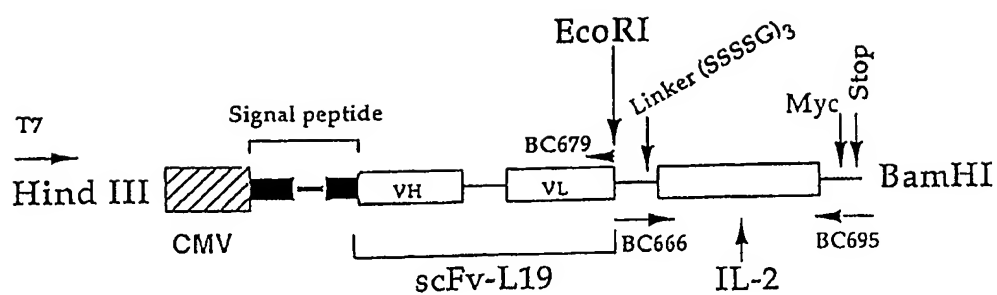 EcoRI
Linker (SSSSG)3
Stop
Myc
Signal peptide
T7
BC679
Hind III
VH
VL
BamHI
CMV
BC666
BC695
scFv-L19
IL-2